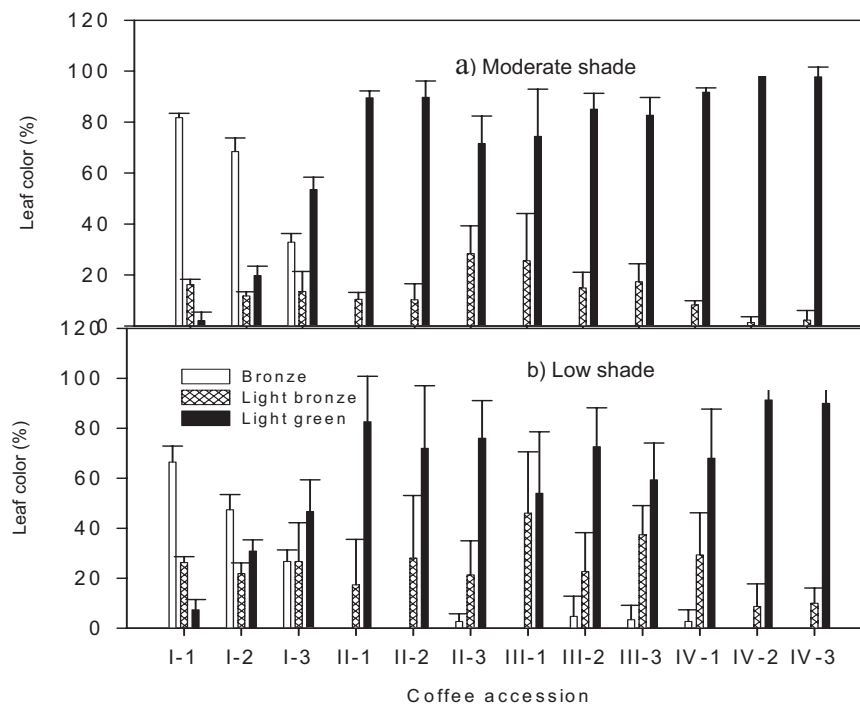 120
a) Moderate shade
100
80
60
40
20
0
Leaf color (%)
120
b) Low shade
100
80
60
40
20
0
Leaf color (%)
Bronze
Light bronze
Light green
I-1 I-2 I-3 II-1 II-2 II-3 III-1 III-2 III-3 IV-1 IV-2 IV-3
Coffee accession